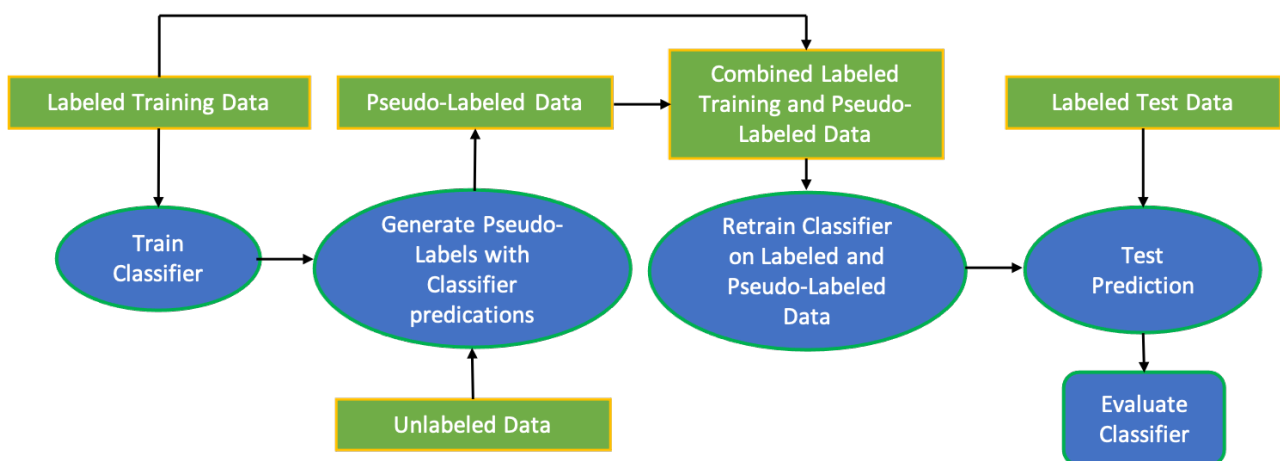 Labeled Training Data
Pseudo-Labeled Data
Combined Labeled
Training and Pseudo-
Labeled Data
Labeled Test Data
Train
Classifier
Generate Pseudo-
Labels with
Classifier
predications
Retrain Classifier
on Labeled and
Pseudo-Labeled
Data
Test
Prediction
Unlabeled Data
Evaluate
Classifier